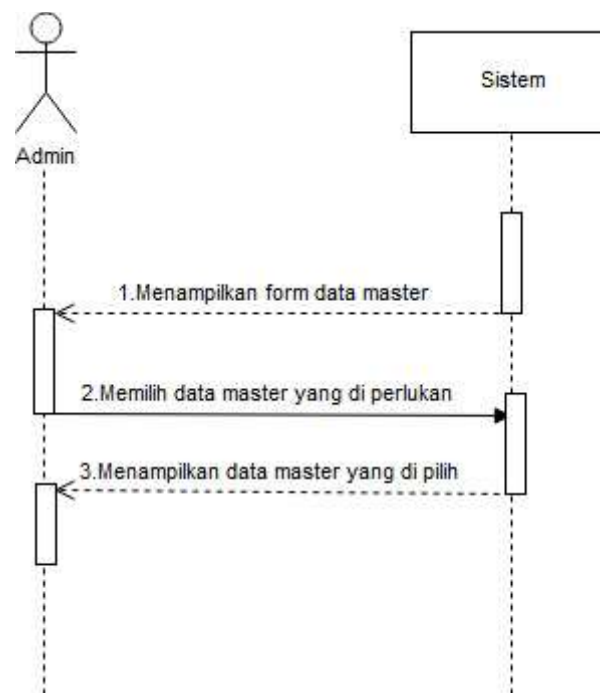 Sistem
Admin
1.Menampilkan form data master
2.Memilih data master yang di perlukan
3.Menampilkan data master yang di pilih